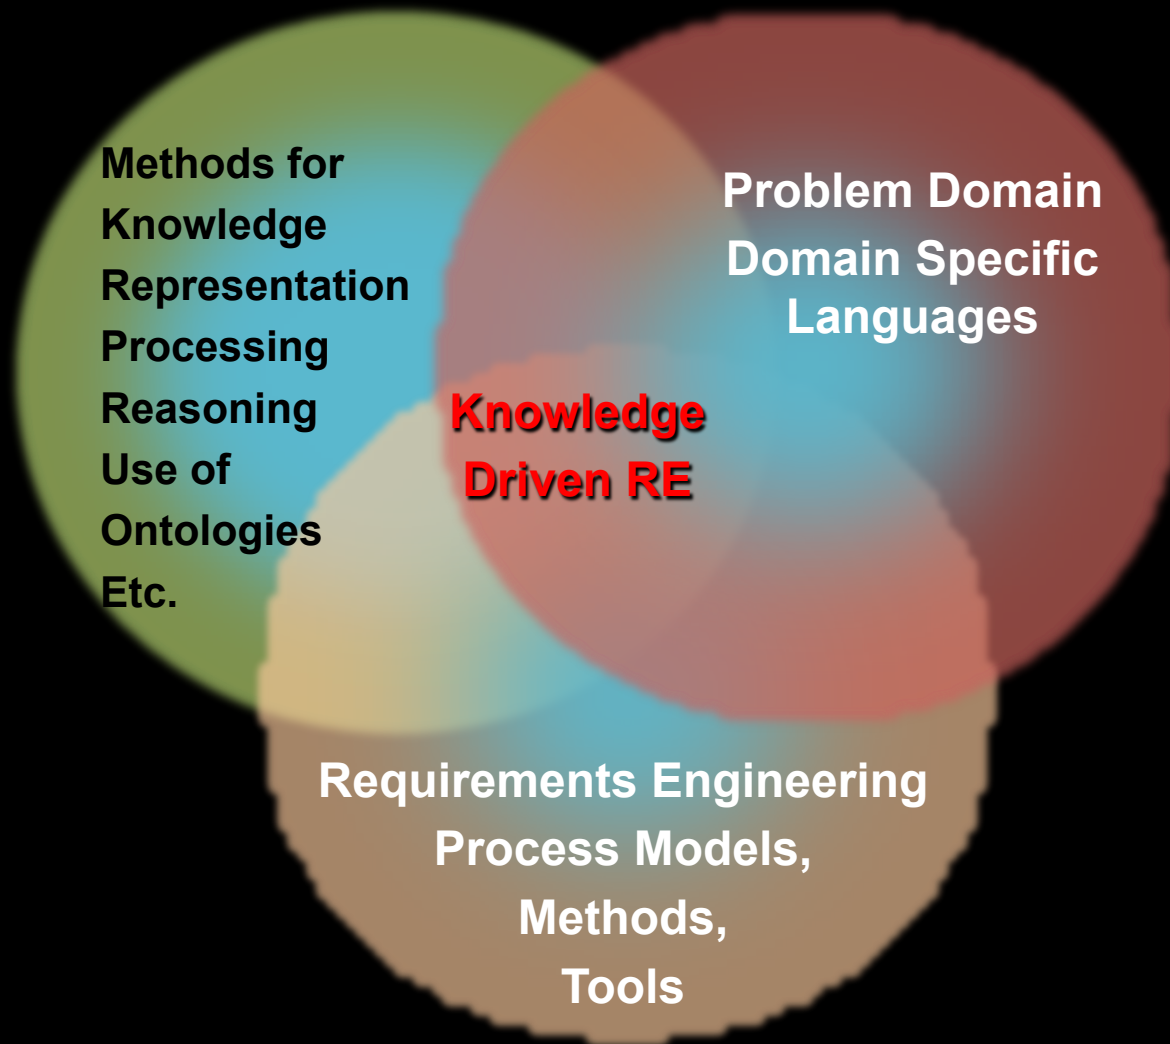 Methods for
Knowledge
Representation
Processing
Reasoning
Use of
Ontologies
Etc.
Problem Domain
Domain Specific
Languages
Knowledge
Driven RE
Requirements Engineering
Process Models,
Methods,
Tools